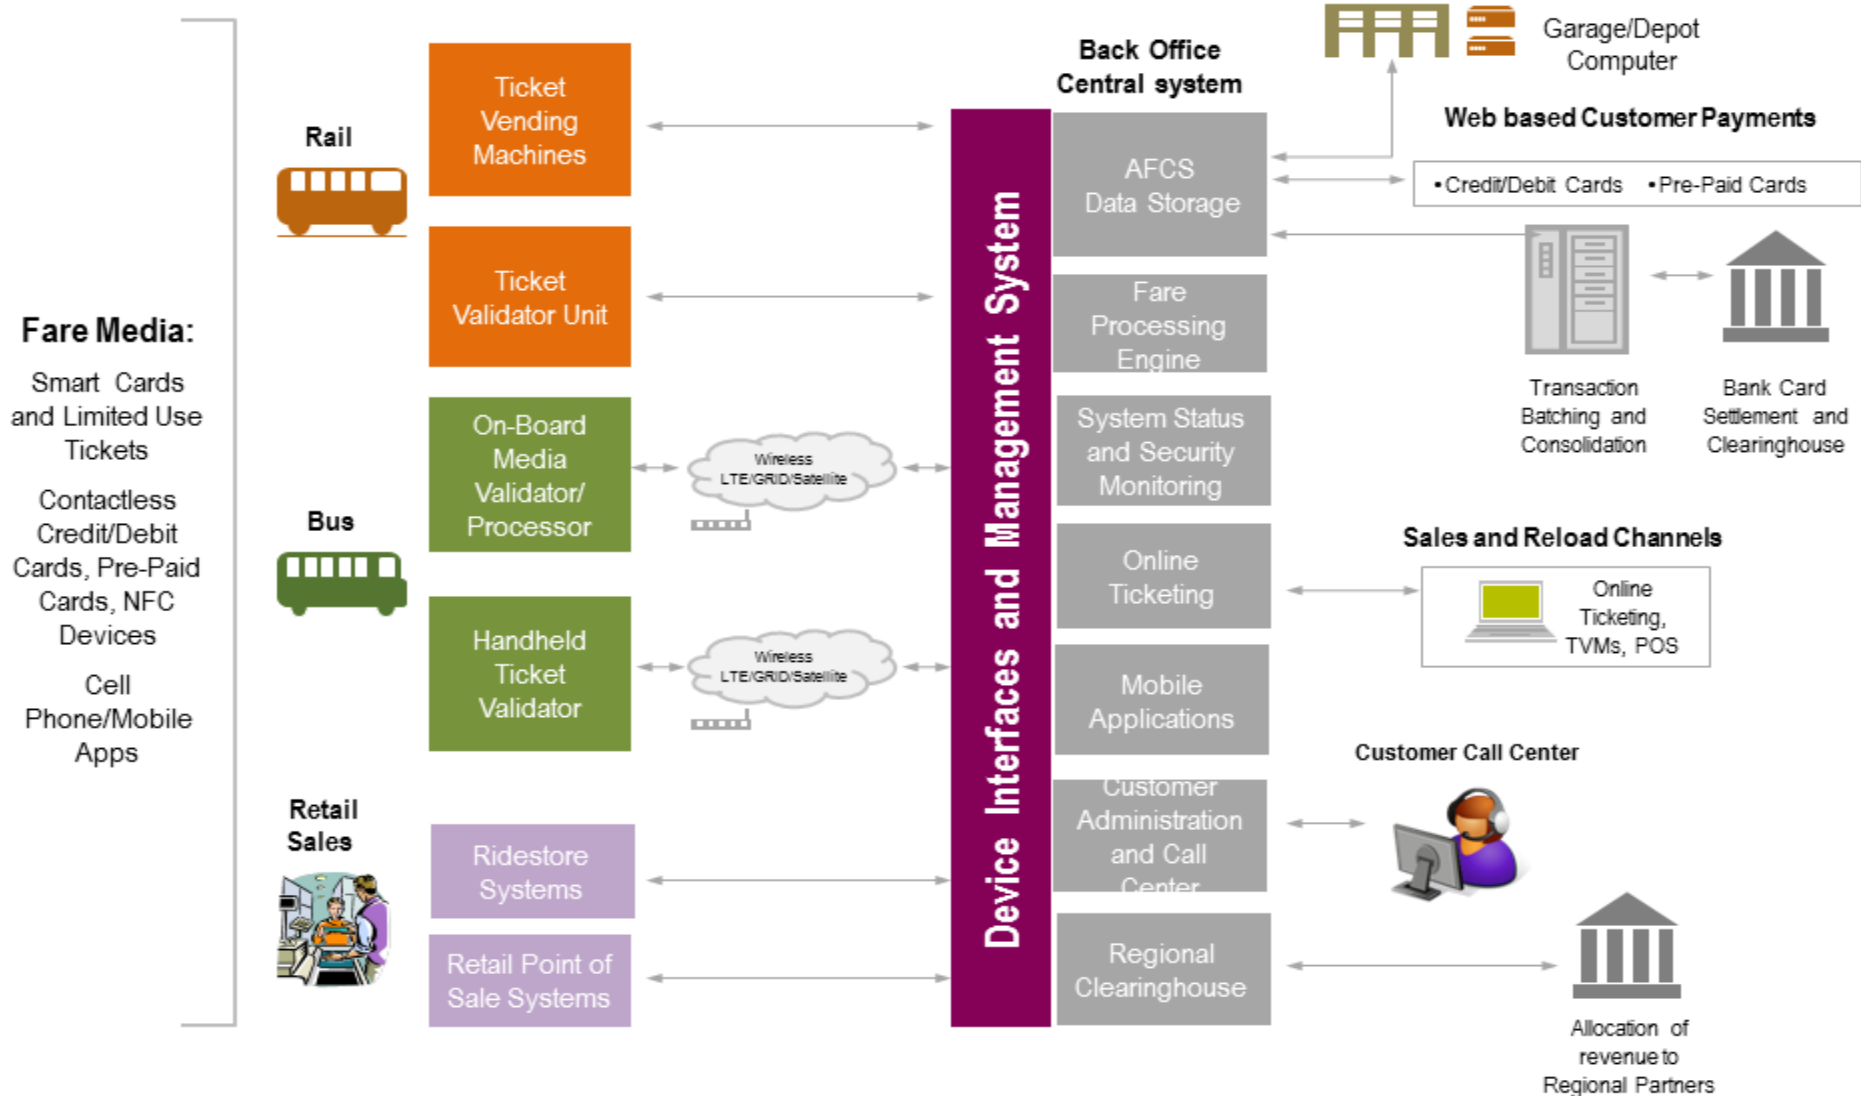 Fare Media:
Smart Cards
and Limited Use
Tickets
Contactless
Credit/Debit
Cards, Pre-Paid
Cards, NFC
Devices
Cell
Phone/Mobile
Apps
Rail
Ticket
Vending
Machines
Ticket
Validator Unit
Bus
On-Board
Media
Validator/
Processor
Wireless
LTE/GRID/Satellite
Handheld
Ticket
Validator
Wireless
LTE/GRID/Satellite
Retail
Sales
Ridestore
Systems
Retail Point of
Sale Systems
Device Interfaces and Management System
Back Office
Central system
AFCS
Data Storage
Fare
Processing
Engine
System Status
and Security
Monitoring
Online
Ticketing
Mobile
Applications
Customer
Administration
and Call
Center
Regional
Clearinghouse
Garage/Depot
Computer
Web based Customer Payments
•Credit/Debit Cards •Pre-Paid Cards
Transaction
Batching and
Consolidation
Bank Card
Settlement and
Clearinghouse
Sales and Reload Channels
Online
Ticketing,
TVMs, POS
Customer Call Center
Allocation of
revenue to
Regional Partners